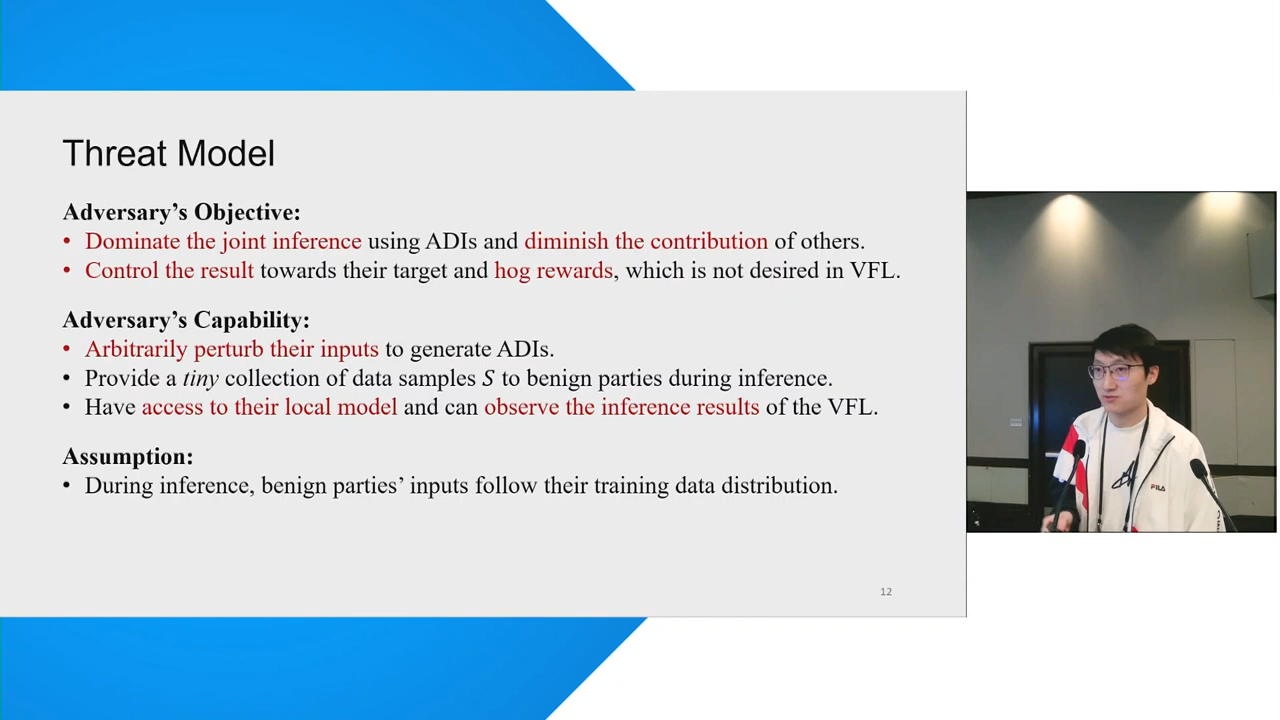 Threat Model
Adversary’s Objective:
• Dominate the joint inference using ADIs and diminish the contribution of others.
• Control the result towards their target and hog rewards, which is not desired in VFL.
Adversary’s Capability:
• Arbitrarily perturb their inputs to generate ADIs.
• Provide a tiny collection of data samples S to benign parties during inference.
• Have access to their local model and can observe the inference results of the VFL.
Assumption:
• During inference, benign parties’ inputs follow their training data distribution.
12
FILA